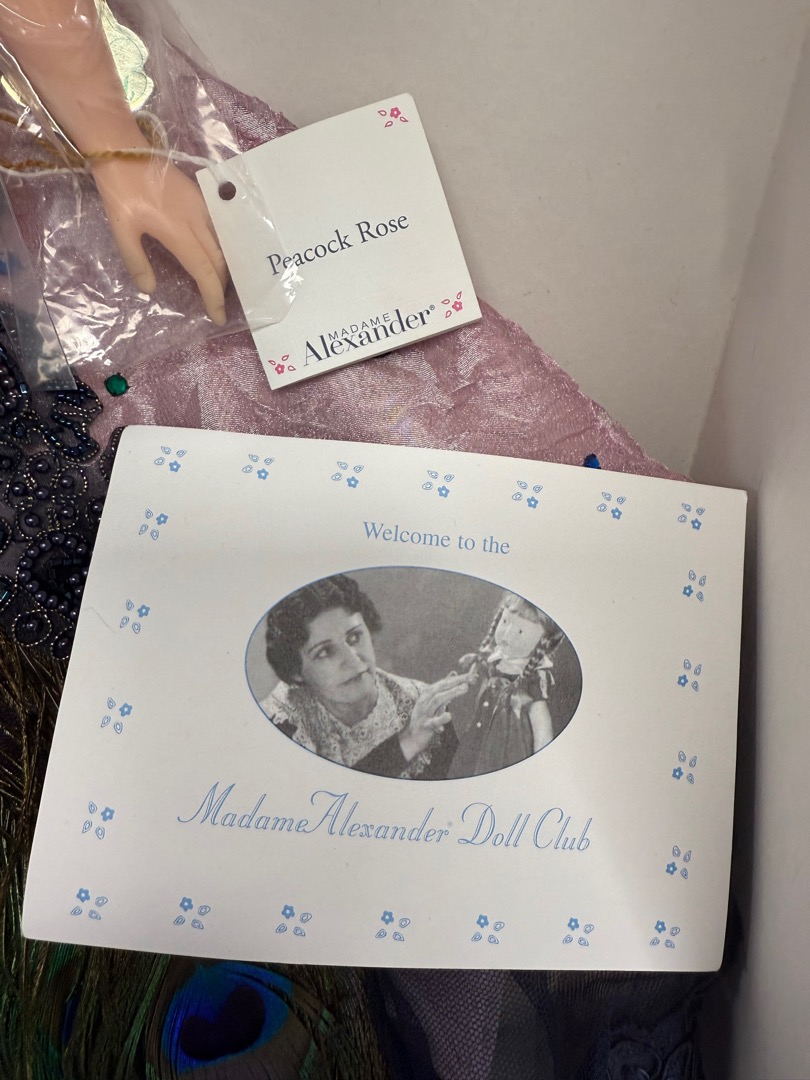 Peacock Rose
MADAME
Alexander®
Welcome to the
Madame Alexander® Doll Club